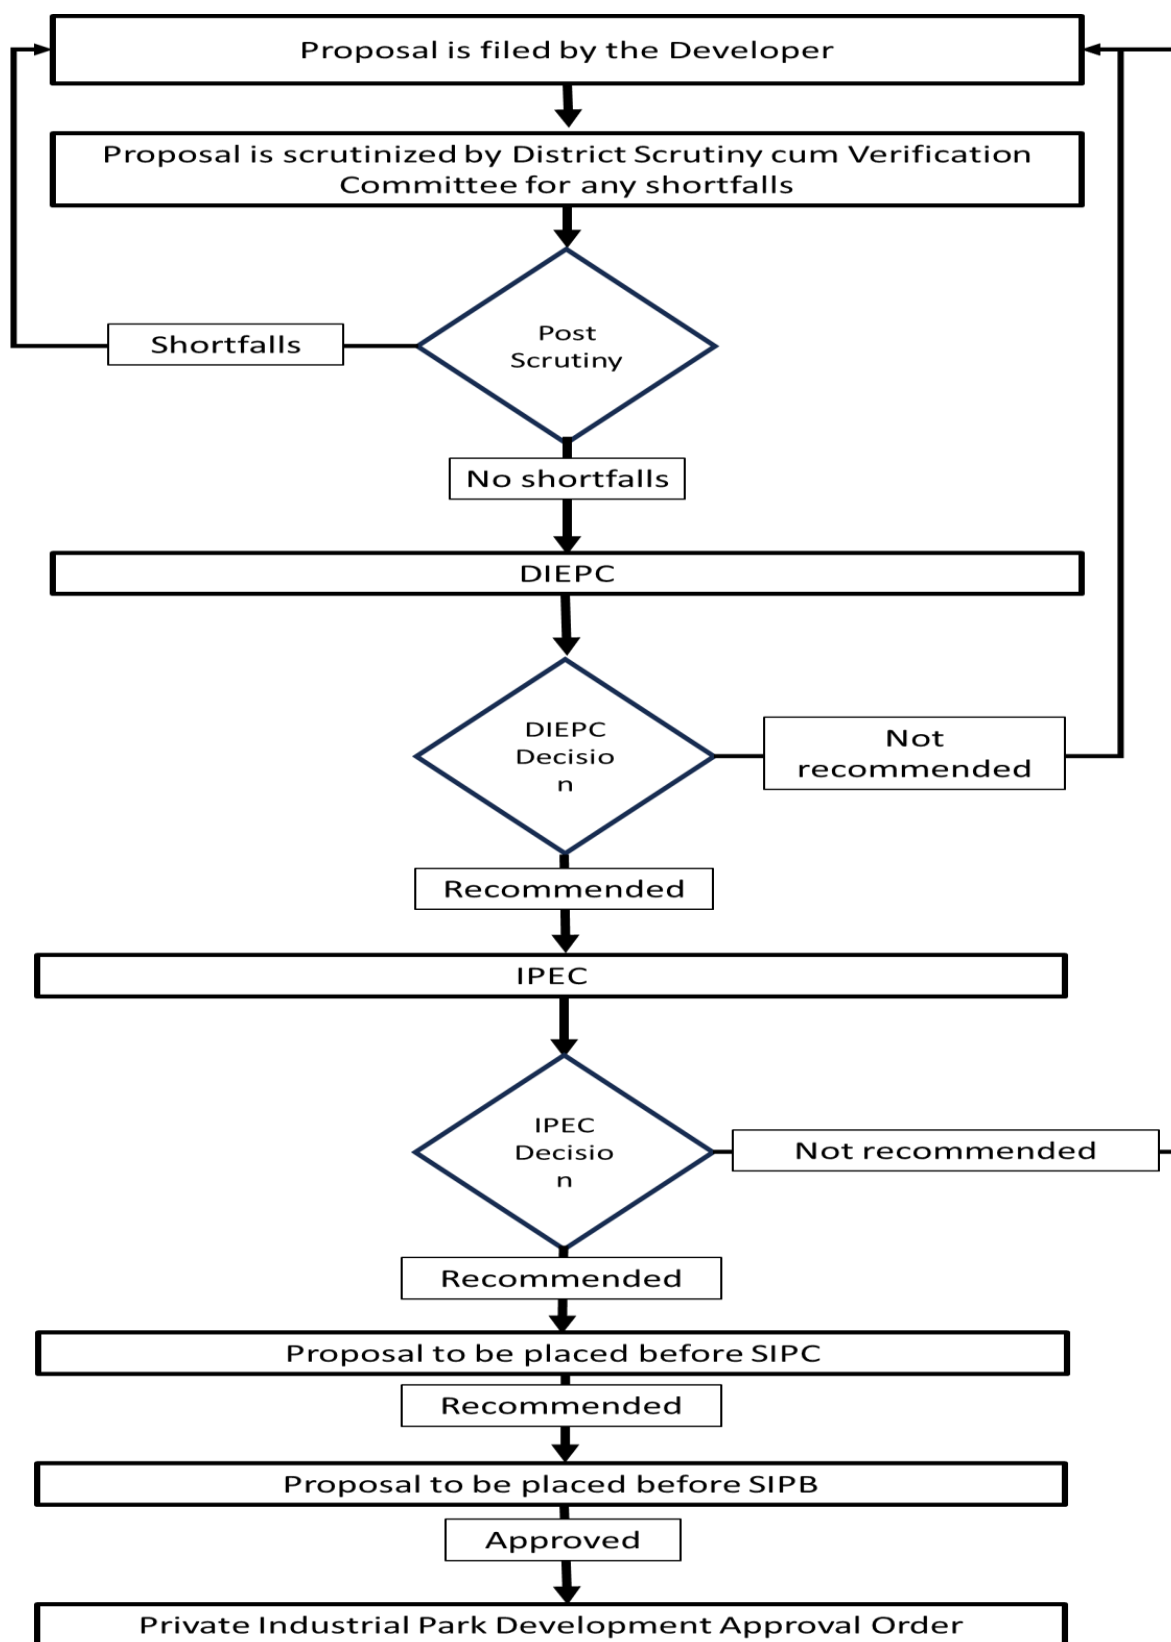 Proposal is filed by the Developer
Proposal is scrutinized by District Scrutiny cum Verification
Committee for any shortfalls
Post
Scrutiny
Shortfalls
No shortfalls
DIEPC
DIEPC
Decisio
n
Not
recommended
Recommended
IPEC
IPEC
Decisio
n
Not recommended
Recommended
Proposal to be placed before SIPC
Recommended
Proposal to be placed before SIPB
Approved
Private Industrial Park Development Approval Order